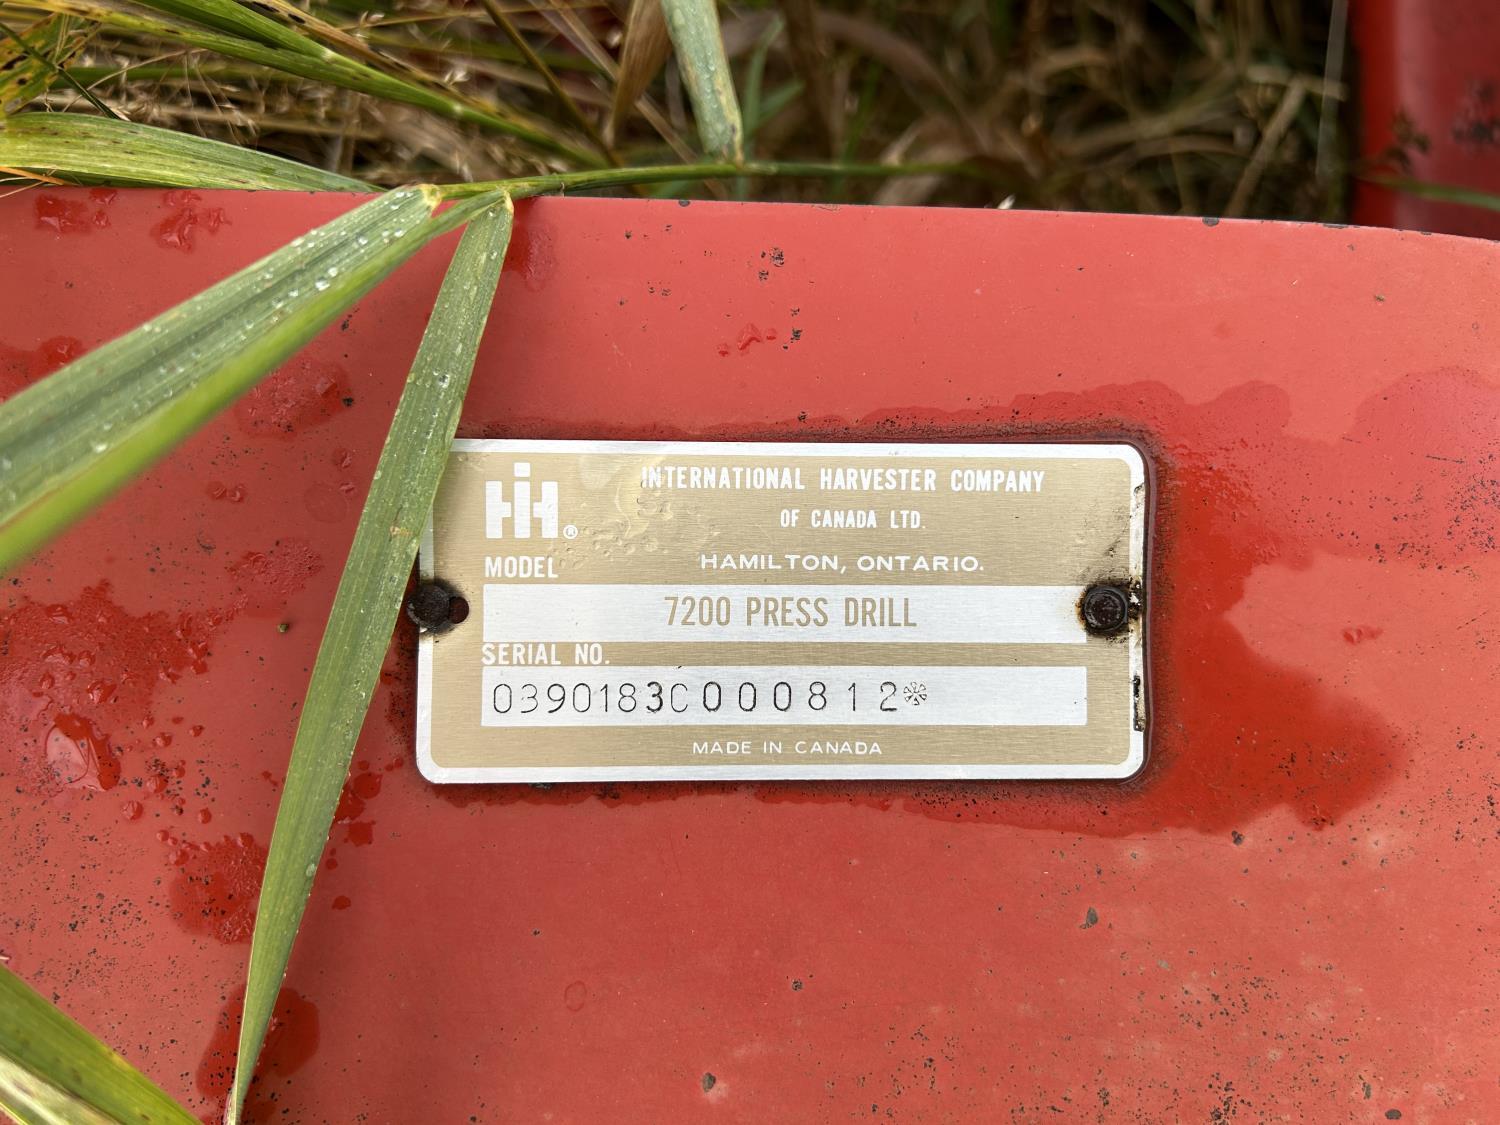 IH®
INTERNATIONAL HARVESTER COMPANY
OF CANADA LTD.
HAMILTON, ONTARIO.
MODEL
7200 PRESS DRILL
SERIAL NO.
0390183C000812*
MADE IN CANADA